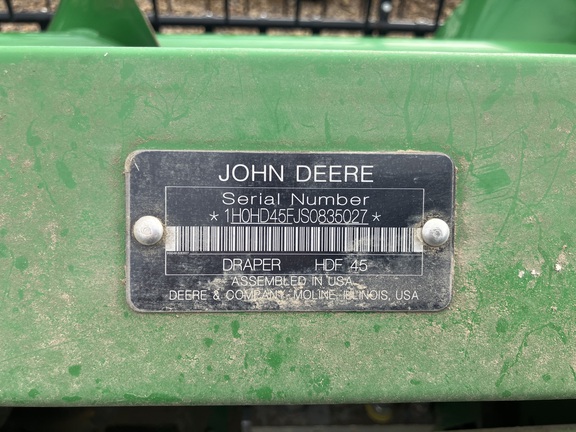 JOHN DEERE
Serial Number
*1H0HD45FJS0835027*
DRAPER HDF 45
ASSEMBLED IN USA
DEERE & COMPANY MOLINE, ILLINOIS, USA